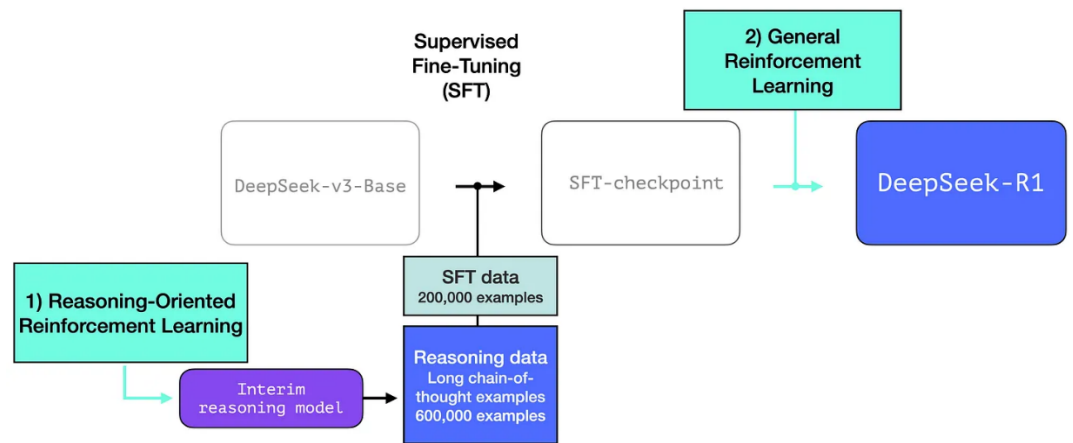 Supervised
Fine-Tuning
(SFT)
2) General
Reinforcement
Learning
DeepSeek-v3-Base
SFT-checkpoint
DeepSeek-R1
1) Reasoning-Oriented
Reinforcement Learning
Interim
reasoning model
SFT data
200,000 examples
Reasoning data
Long chain-of-
thought examples
600,000 examples